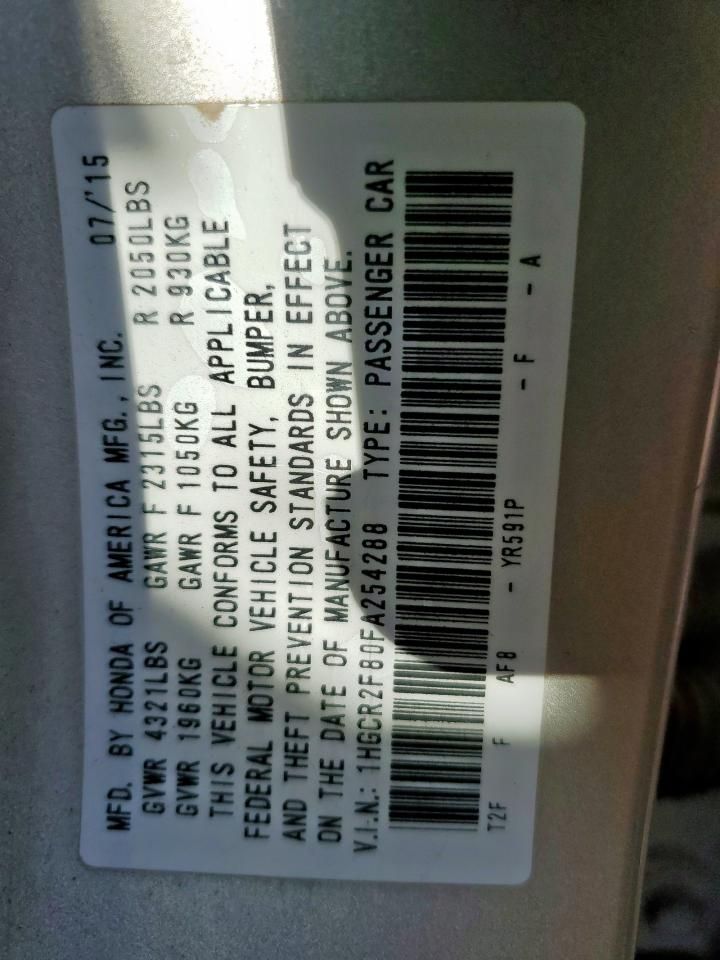 MFD. BY HONDA OF AMERICA MFG., INC. 07/'15
GVWR 4321LBS GAWR F 2315LBS R 2050LBS
GVWR 1960KG GAWR F 1050KG R 930KG
THIS VEHICLE CONFORMS TO ALL APPLICABLE
FEDERAL MOTOR VEHICLE SAFETY, BUMPER,
AND THEFT PREVENTION STANDARDS IN EFFECT
ON THE DATE OF MANUFACTURE SHOWN ABOVE.
V.I.N.: 1HGCR2F80FA254288 TYPE: PASSENGER CAR
T2F F AF8 - YR591P - F - A